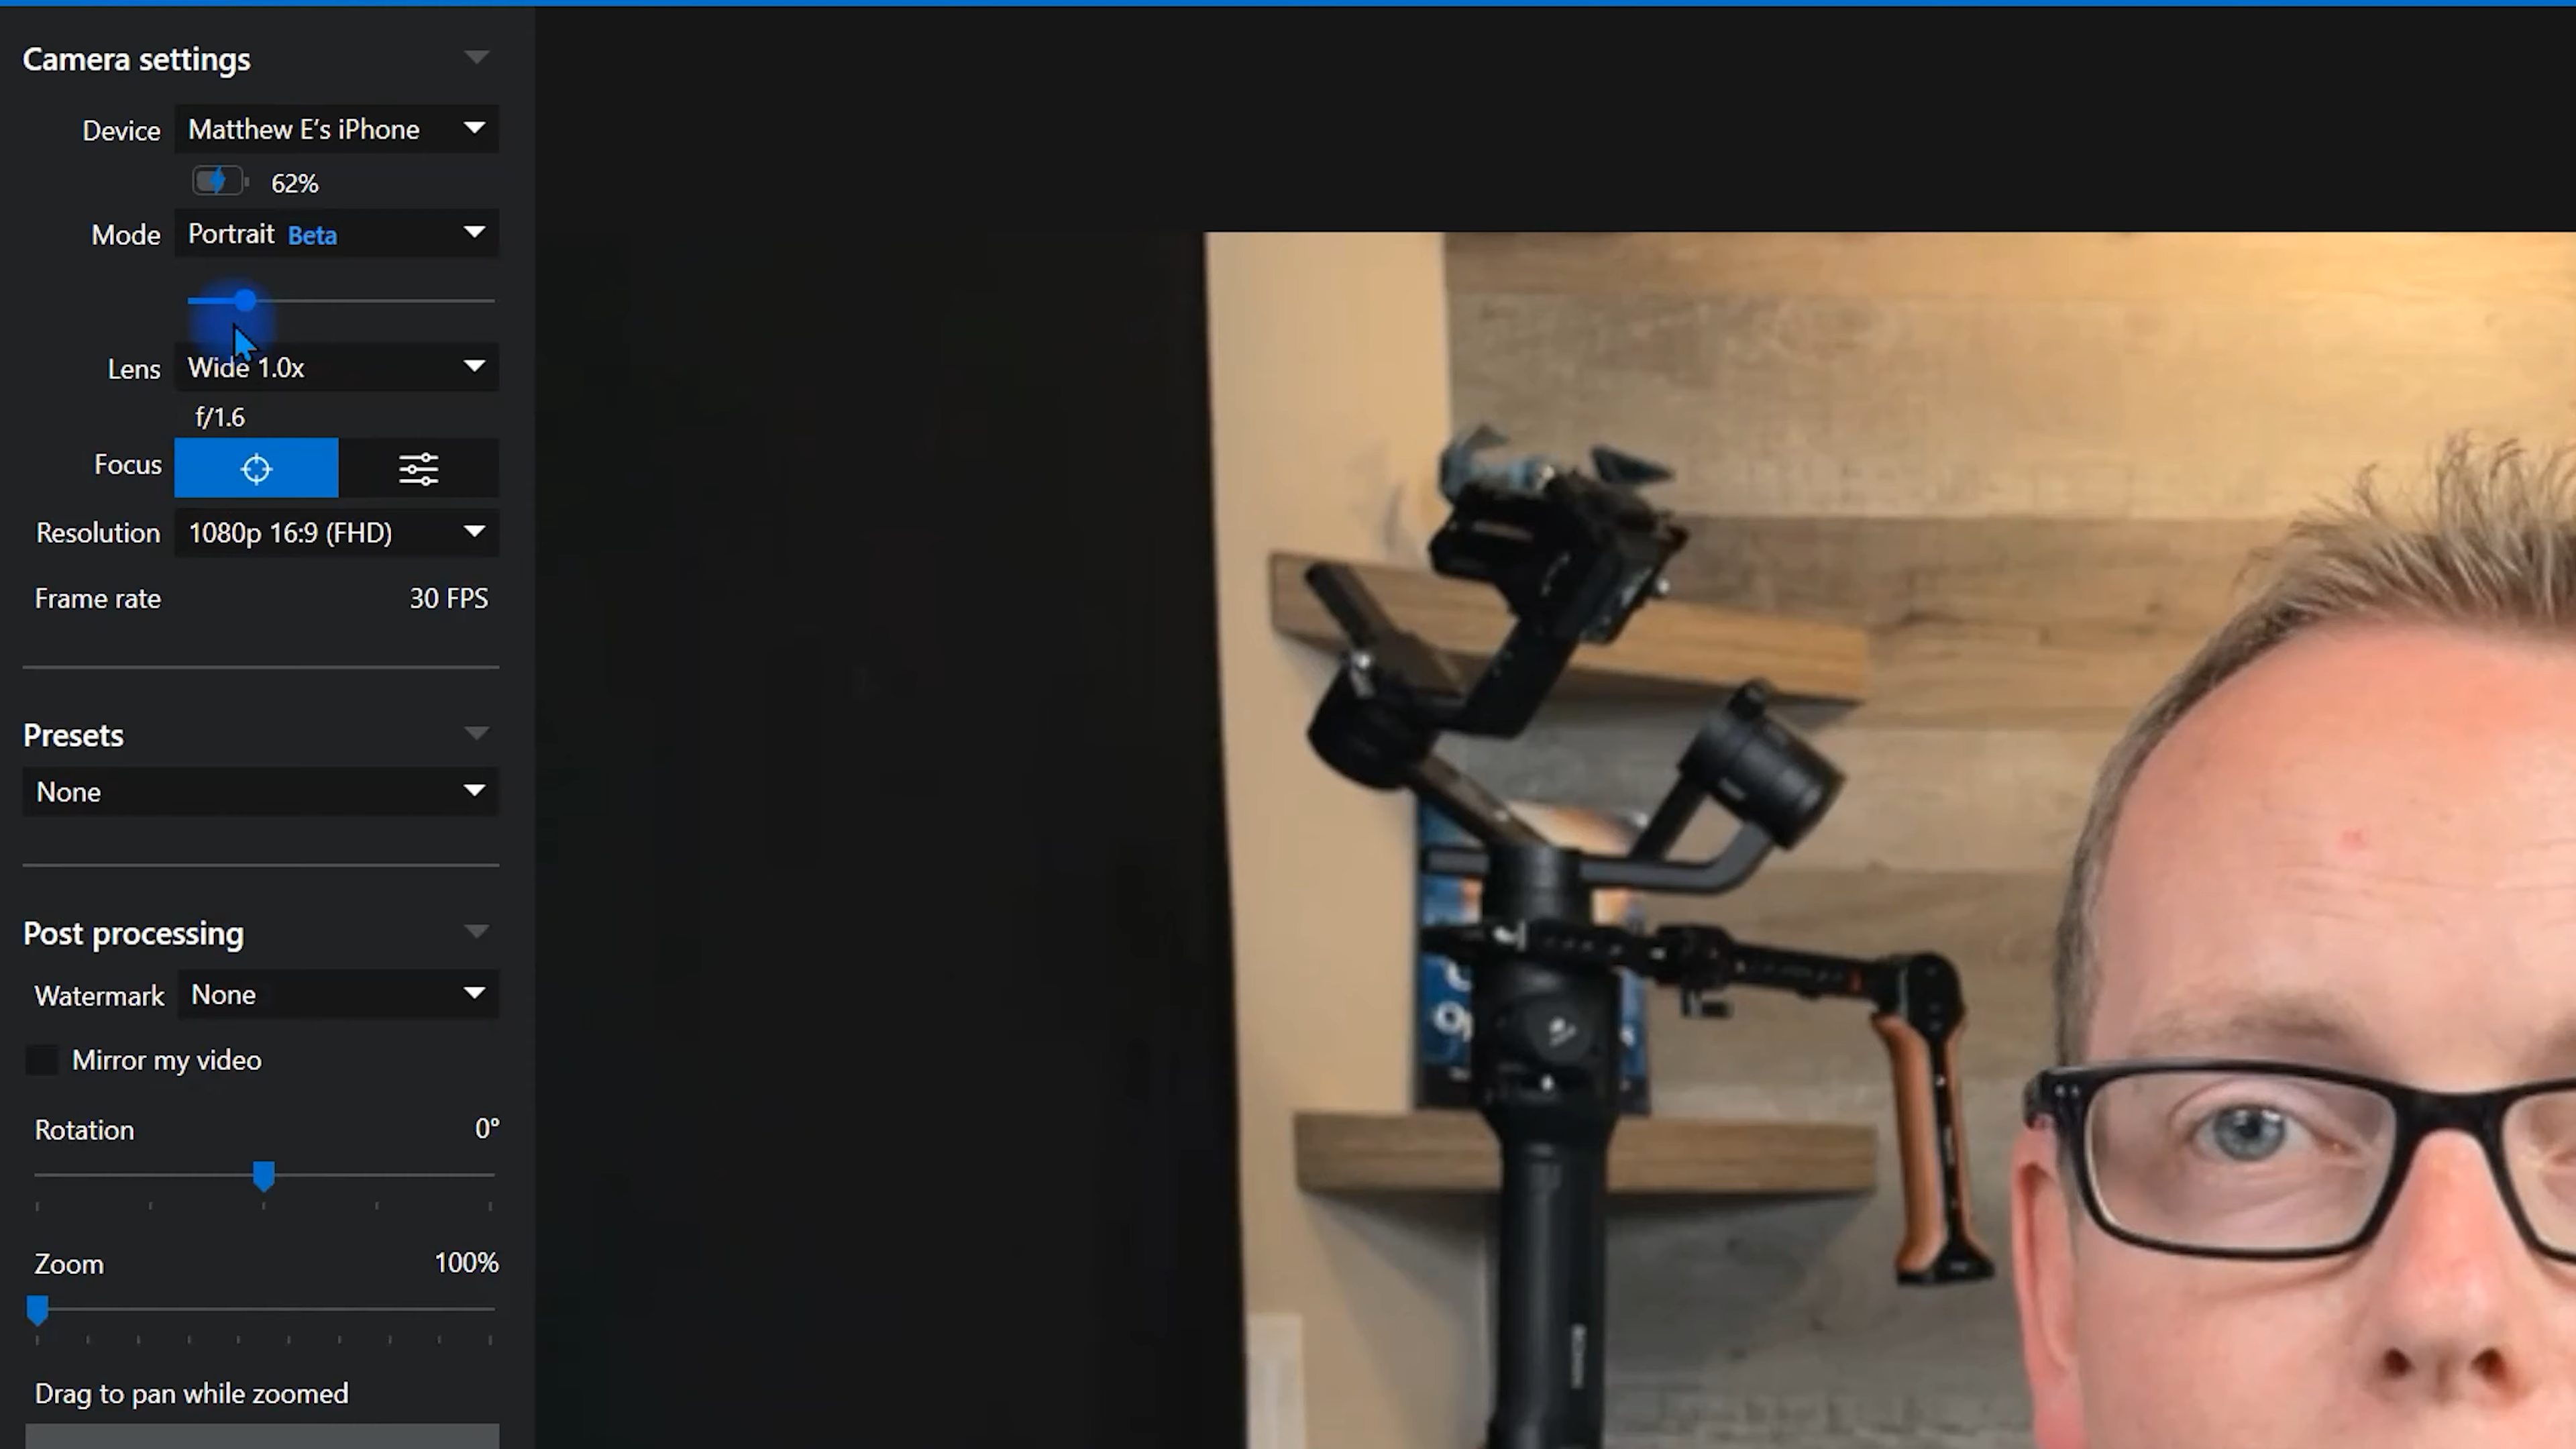 Camera settings
Device Matthew E's iPhone
62%
Mode Portrait Beta
Lens Wide 1.0x
f/1.6
Focus
Resolution 1080p 16:9 (FHD)
Frame rate 30 FPS
Presets
None
Post processing
Watermark None
Mirror my video
Rotation 0°
Zoom 100%
Drag to pan while zoomed